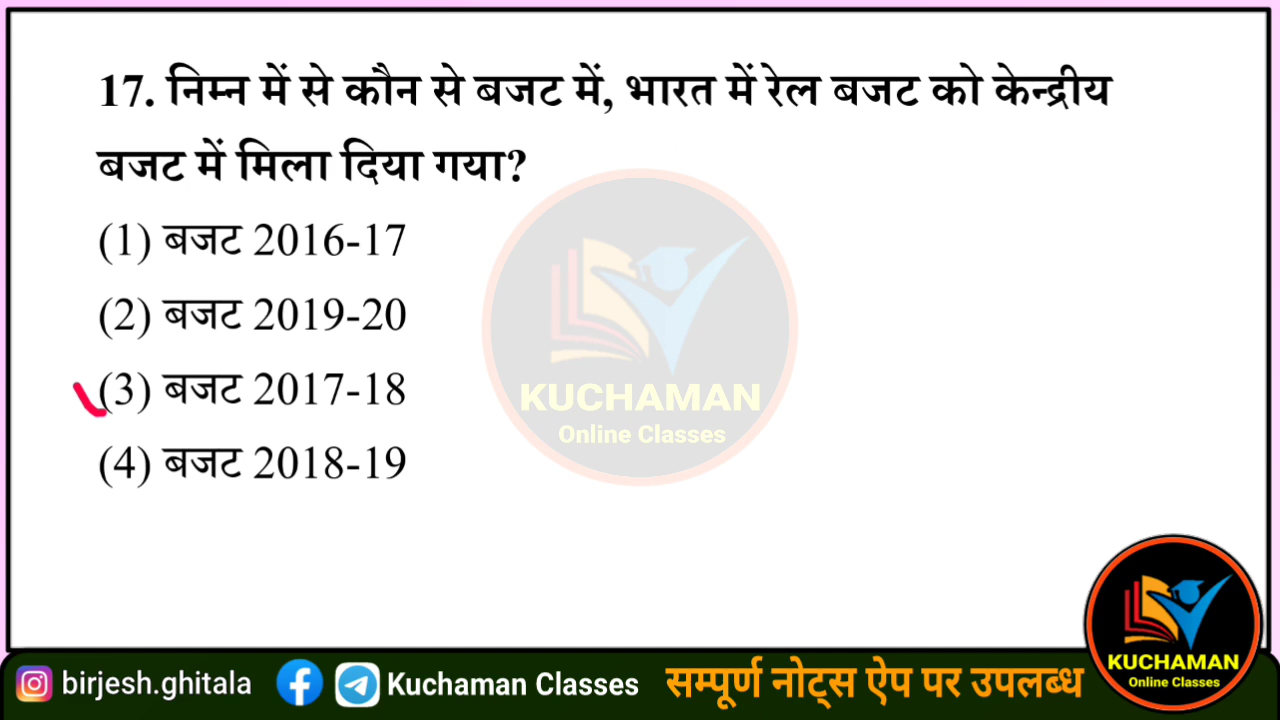 17. निम्न में से कौन से बजट में, भारत में रेल बजट को केन्द्रीय
बजट में मिला दिया गया?
(1) बजट 2016-17
(2) बजट 2019-20
(3) बजट 2017-18
(4) बजट 2018-19
KUCHAMAN
Online Classes
KUCHAMAN
Online Classes
birjesh.ghitala Kuchaman Classes सम्पूर्ण नोट्स ऐप पर उपलब्ध